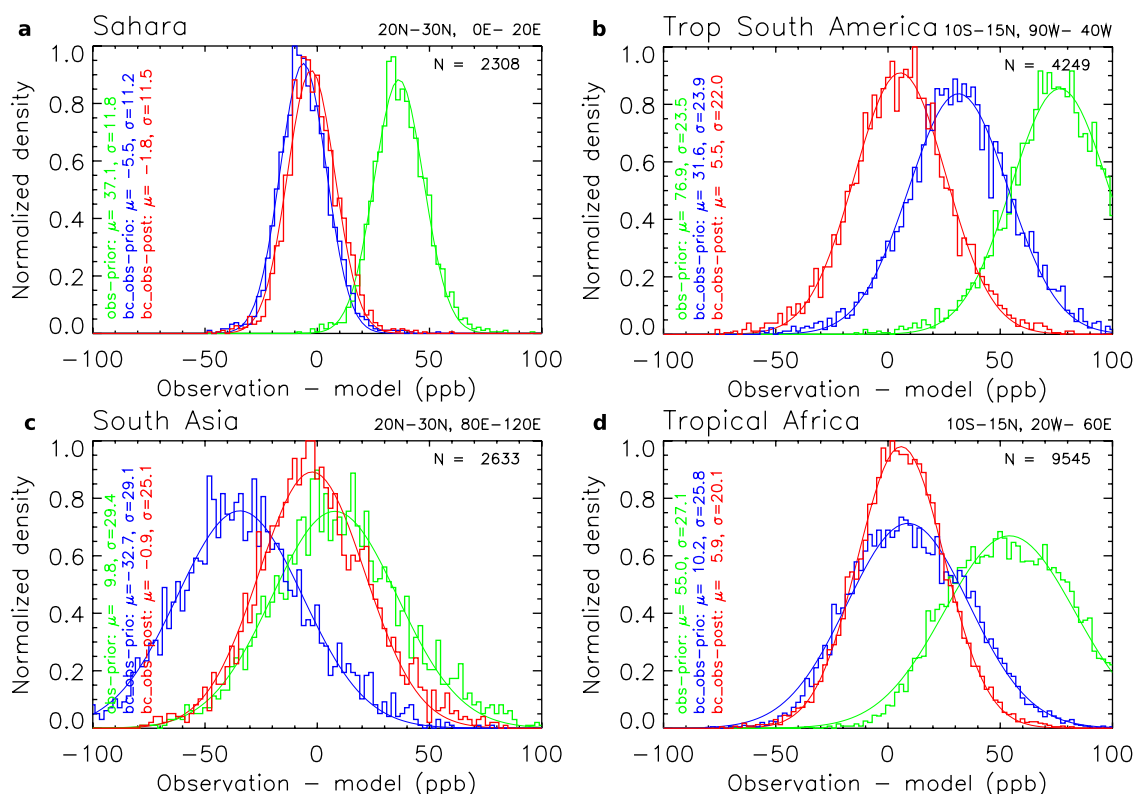 a Sahara 20N-30N, 0E- 20E
N = 2308
obs-prior: μ= 37.1, σ=11.8
bc_obs-prio: μ= -5.5, σ=11.2
bc_obs-post: μ= -1.8, σ=11.5
Normalized density
1.0
0.8
0.6
0.4
0.2
0.0
-100 -50 0 50 100
Observation - model (ppb)
b Trop South America 10S-15N, 90W- 40W
N = 4249
obs-prior: μ= 76.9, σ=23.5
bc_obs-prio: μ= 31.6, σ=23.9
bc_obs-post: μ= 5.5, σ=22.0
Normalized density
1.0
0.8
0.6
0.4
0.2
0.0
-100 -50 0 50 100
Observation - model (ppb)
c South Asia 20N-30N, 80E-120E
N = 2633
obs-prior: μ= 9.8, σ=29.4
bc_obs-prio: μ=-32.7, σ=29.1
bc_obs-post: μ= -0.9, σ=25.1
Normalized density
1.0
0.8
0.6
0.4
0.2
0.0
-100 -50 0 50 100
Observation - model (ppb)
d Tropical Africa 10S-15N, 20W- 60E
N = 9545
obs-prior: μ= 55.0, σ=27.1
bc_obs-prio: μ= 10.2, σ=25.8
bc_obs-post: μ= 5.9, σ=20.1
Normalized density
1.0
0.8
0.6
0.4
0.2
0.0
-100 -50 0 50 100
Observation - model (ppb)